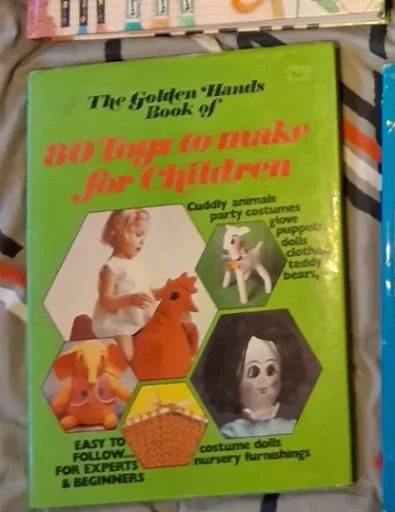 The Golden Hands
Book of
80 Toys to make
for Children
Cuddly animals
party costumes
glove
puppets
dolls
clothes
teddy
bears,
EASY TO
FOLLOW...
FOR EXPERTS
& BEGINNERS
costume dolls
nursery furnishings